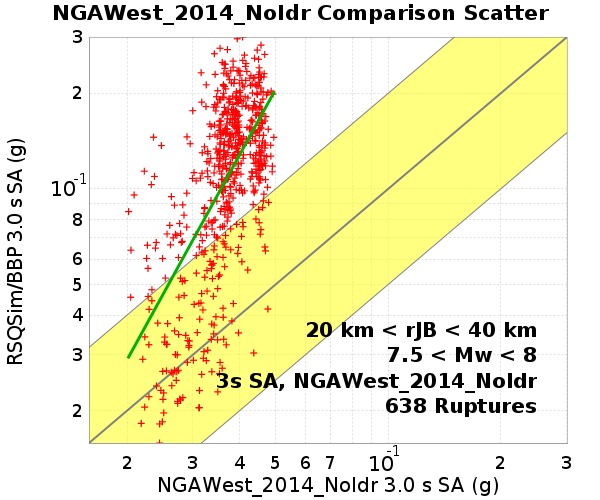 NGAWest_2014_NoIdr Comparison Scatter
3
2
10-1
8
6
5
4
3
2
RSQSim/BBP 3.0 s SA (g)
20 km < rJB < 40 km
7.5 < Mw < 8
3s SA, NGAWest_2014_NoIdr
638 Ruptures
2 3 4 5 6 7 10-1 2 3
NGAWest_2014_NoIdr 3.0 s SA (g)